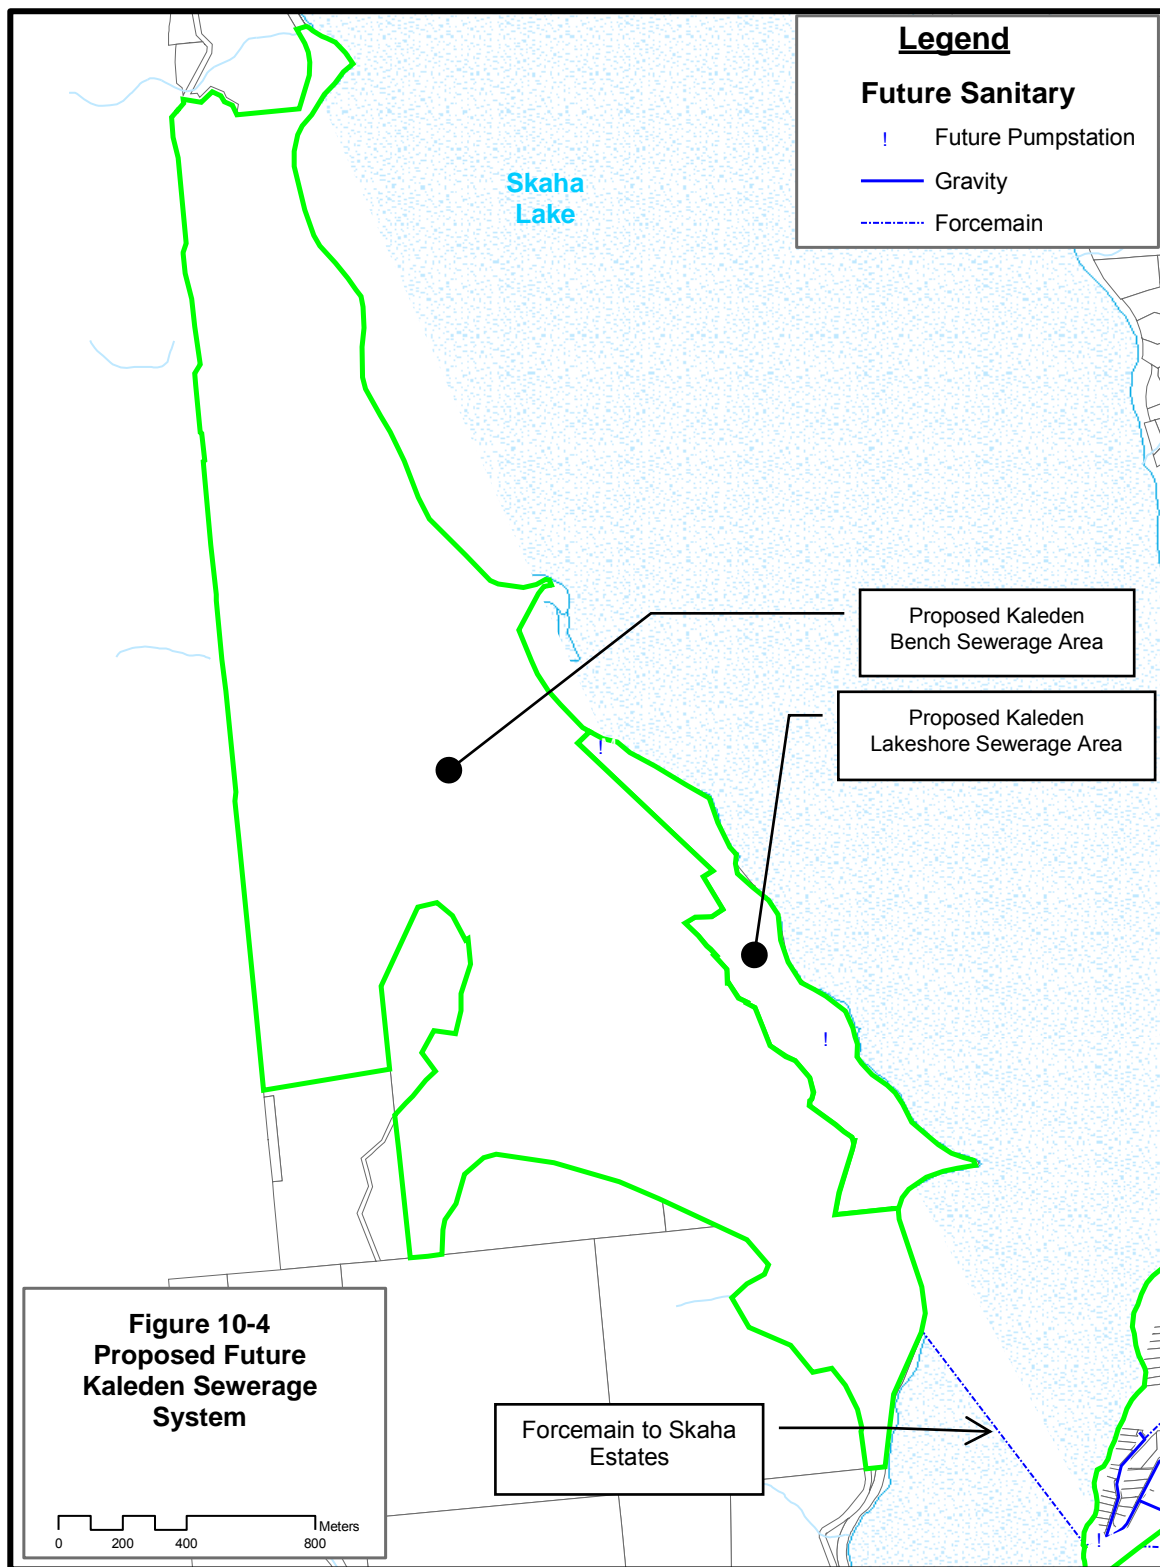 Legend
Future Sanitary
! Future Pumpstation
Gravity
Forcemain
Skaha
Lake
Proposed Kaleden
Bench Sewerage Area
Proposed Kaleden
Lakeshore Sewerage Area
!
!
Figure 10-4
Proposed Future
Kaleden Sewerage
System
Meters
0 200 400 800
Forcemain to Skaha
Estates
!